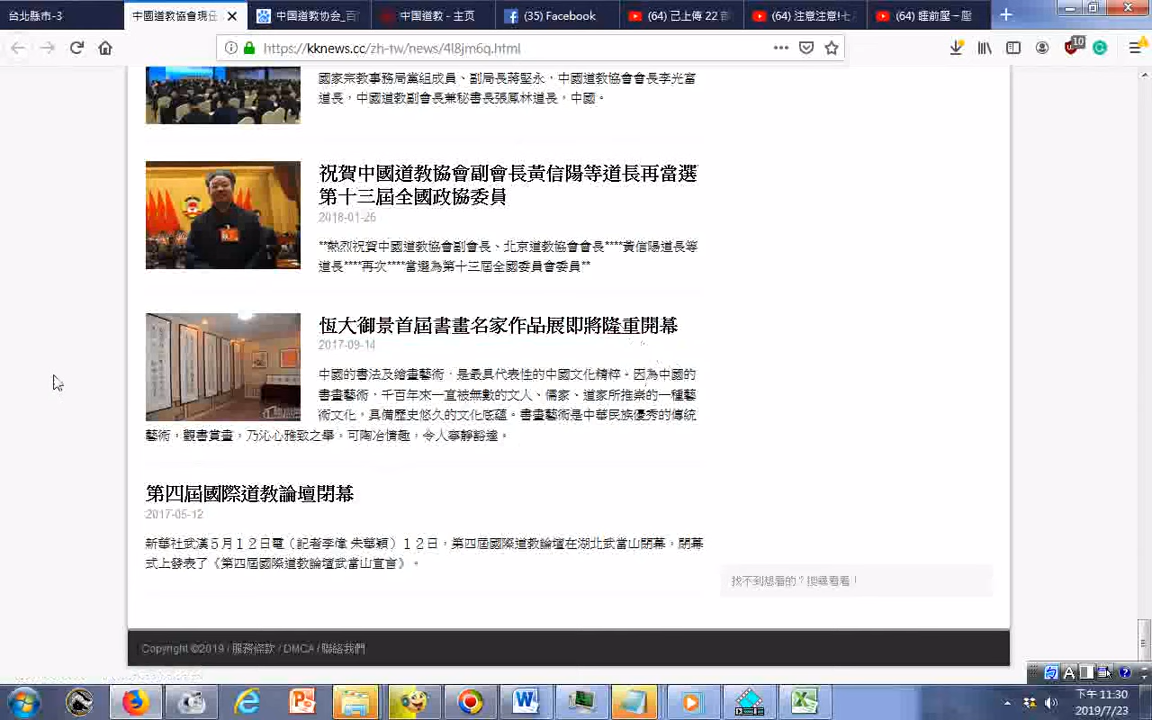 台北縣市-3
中國道教協會現任
中国道教协会_百
中国道教 - 主页
(35) Facebook
(64) 己上傳 22 首
(64) 注意注意!七
(64) 睡前壓 – 壓
https://kknews.cc/zh-tw/news/4l8jm6q.html
10
國家宗教事務局黨組成員、副局長蔣堅永，中國道教協會會長李光富
道長，中國道教副會長兼秘書長張鳳林道長，中國。
祝賀中國道教協會副會長黃信陽等道長再當選
第十三屆全國政協委員
2018-01-26
**熱烈祝賀中國道教協會副會長、北京道教協會會長****黃信陽道長等
道長****再次****當選為第十三屆全國委員會委員**
恆大御景首屆書畫名家作品展即將隆重開幕
2017-09-14
中國的書法及繪畫藝術，是最具代表性的中國文化精粹。因為中國的
書畫藝術，千百年來一直被無數的文人、儒家、道家所推崇的一種藝
術文化，具備歷史悠久的文化底蘊。書畫藝術是中華民族優秀的傳統
藝術，觀書賞畫，乃沁心雅致之舉，可陶冶情趣，令人寧靜豁達。
第四屆國際道教論壇閉幕
2017-05-12
新華社武漢５月１２日電（記者李偉 朱華穎）１２日，第四屆國際道教論壇在湖北武當山閉幕，閉幕
式上發表了《第四屆國際道教論壇武當山宣言》。
找不到想看的？搜尋看看！
Copyright ©2019 / 服務條款 / DMCA / 聯絡我們
下午 11:30
2019/7/23